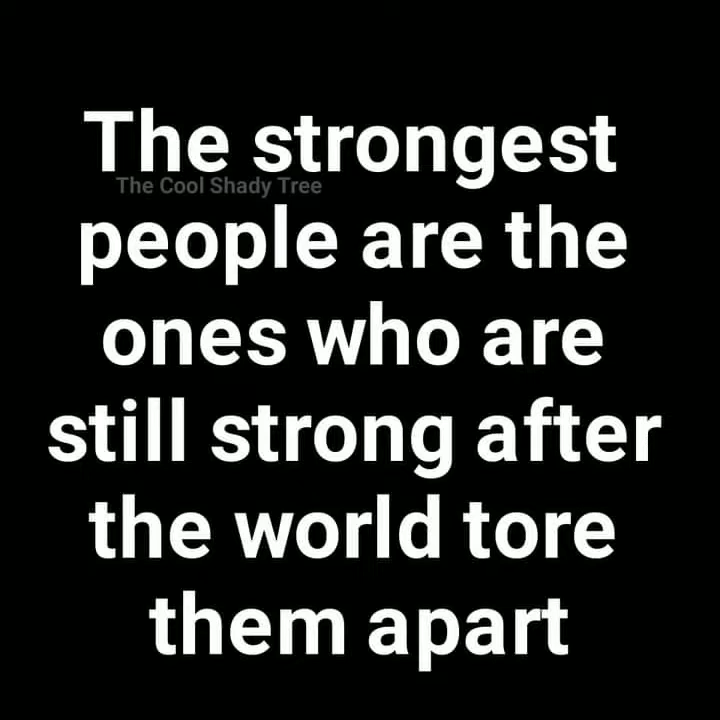 The strongest
The Cool Shady Tree
people are the
ones who are
still strong after
the world tore
them apart